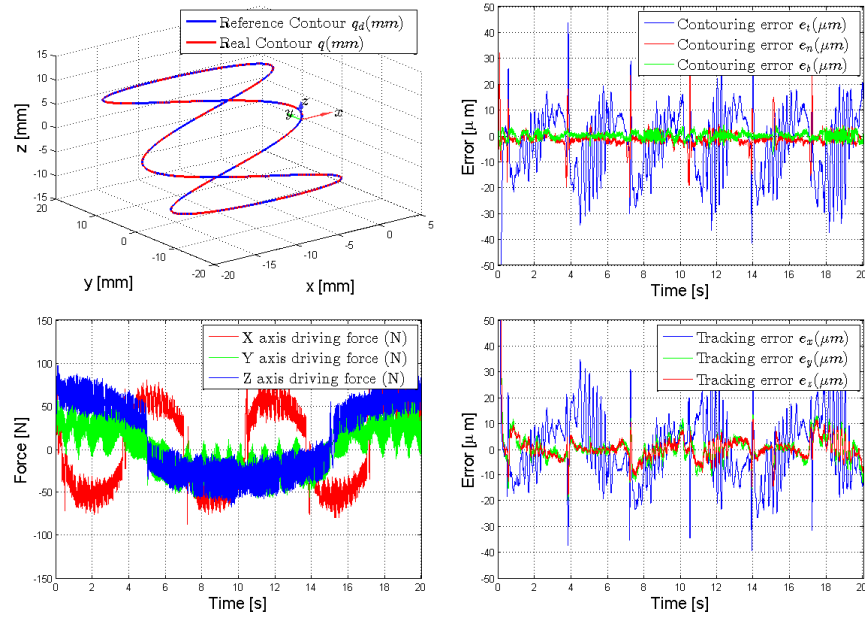 Reference Contour q_d(mm)
Real Contour q(mm)
15
10
5
0
-5
-10
-15
z [mm]
20
10
0
-10
-20
y [mm]
-20
-15
-10
-5
0
5
x [mm]
z
y
x
Contouring error e_t(μm)
Contouring error e_n(μm)
Contouring error e_b(μm)
50
40
30
20
10
0
-10
-20
-30
-40
-50
Error [μ m]
0 2 4 6 8 10 12 14 16 18 20
Time [s]
X axis driving force (N)
Y axis driving force (N)
Z axis driving force (N)
150
100
50
0
-50
-100
-150
Force [N]
0 2 4 6 8 10 12 14 16 18 20
Time [s]
Tracking error e_x(μm)
Tracking error e_y(μm)
Tracking error e_z(μm)
50
40
30
20
10
0
-10
-20
-30
-40
-50
Error [μ m]
0 2 4 6 8 10 12 14 16 18 20
Time [s]